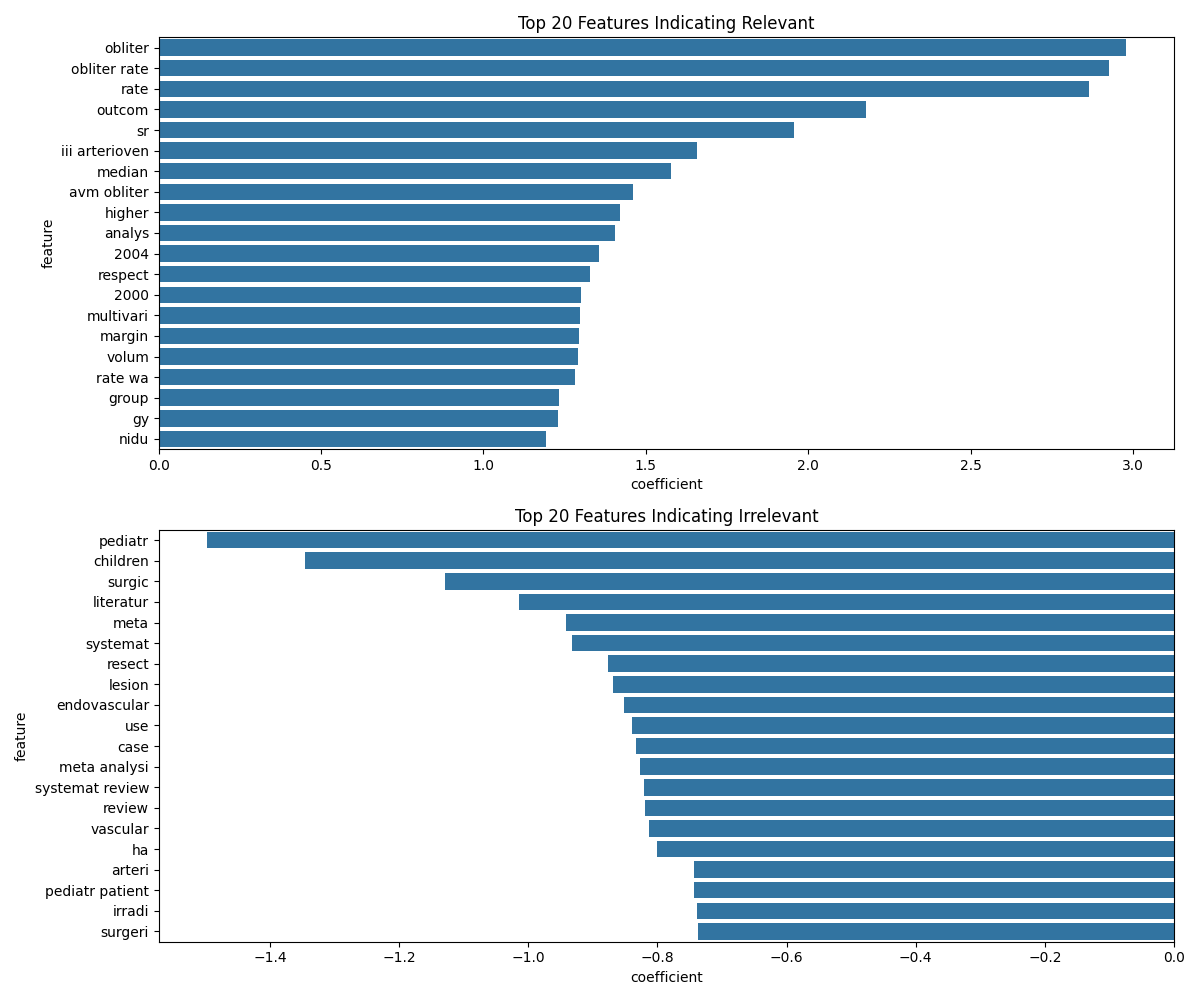 Top 20 Features Indicating Relevant
feature
obliter
obliter rate
rate
outcom
sr
iii arterioven
median
avm obliter
higher
analys
2004
respect
2000
multivari
margin
volum
rate wa
group
gy
nidu
0.0 0.5 1.0 1.5 2.0 2.5 3.0
coefficient
Top 20 Features Indicating Irrelevant
feature
pediatr
children
surgic
literatur
meta
systemat
resect
lesion
endovascular
use
case
meta analysi
systemat review
review
vascular
ha
arteri
pediatr patient
irradi
surgeri
−1.4 −1.2 −1.0 −0.8 −0.6 −0.4 −0.2 0.0
coefficient